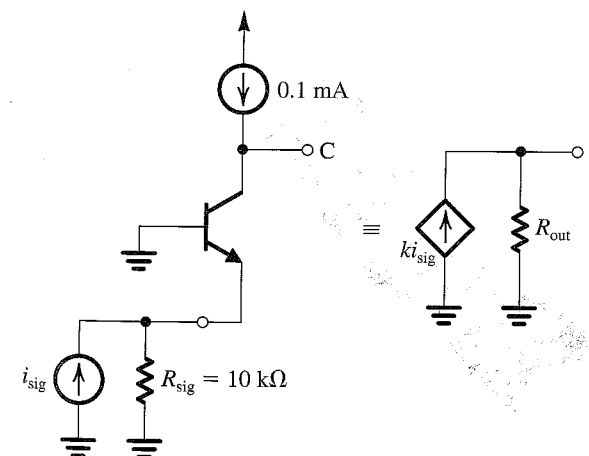 0.1 mA
C
≡
ki_sig
R_out
i_sig
R_sig = 10 kΩ